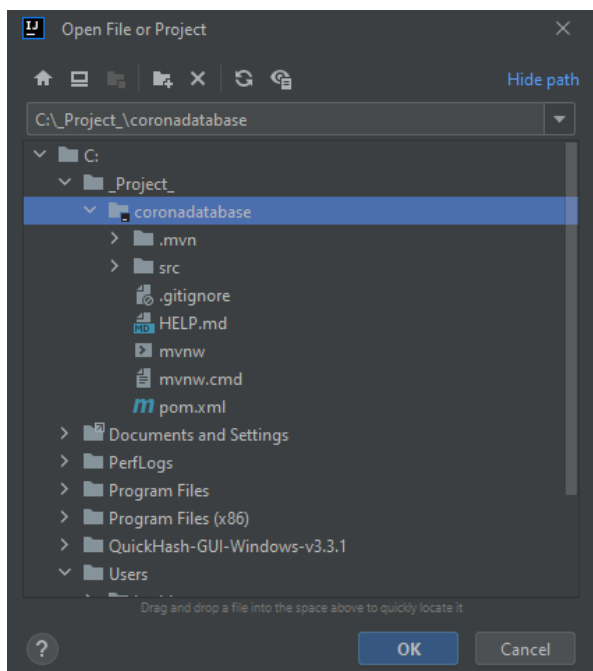 IJ
Open File or Project
Hide path
C:\_Project_\coronadatabase
C:
_Project_
coronadatabase
.mvn
src
.gitignore
MD HELP.md
mvnw
mvnw.cmd
m pom.xml
Documents and Settings
PerfLogs
Program Files
Program Files (x86)
QuickHash-GUI-Windows-v3.3.1
Users
Drag and drop a file into the space above to quickly locate it
? OK Cancel